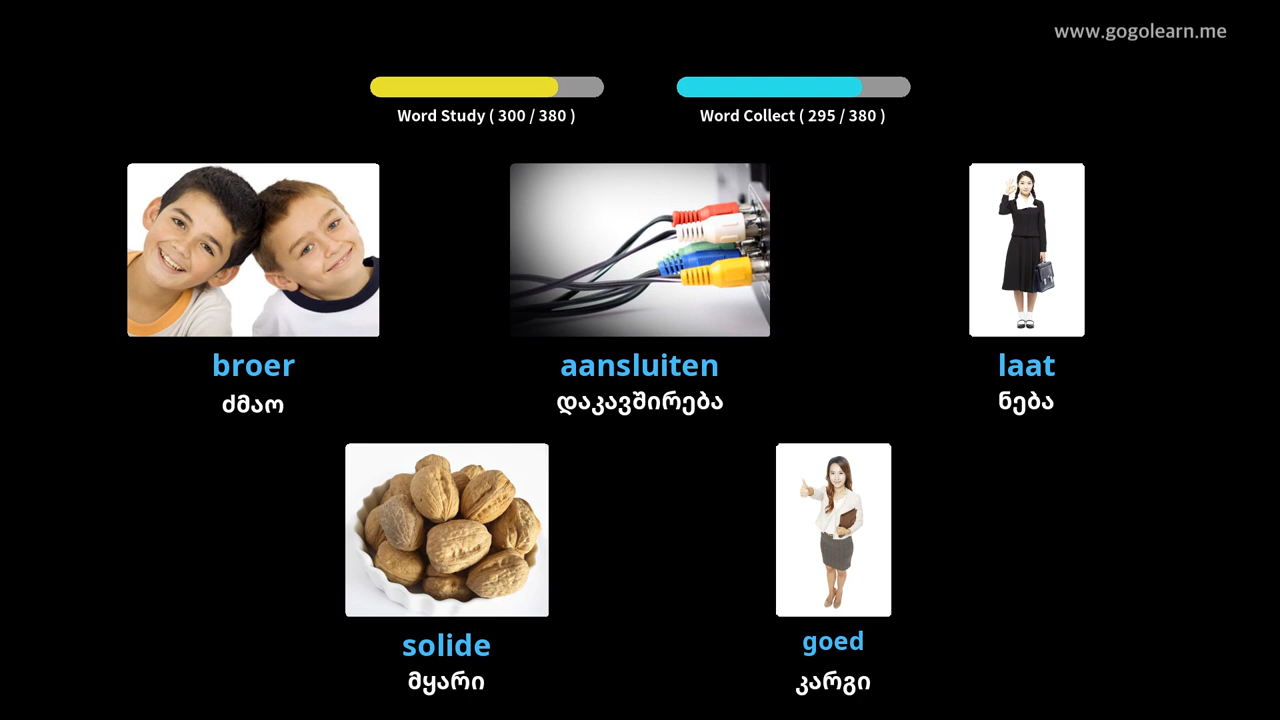 www.gogolearn.me
Word Study ( 300 / 380 )
Word Collect ( 295 / 380 )
broer
ძმაო
aansluiten
დაკავშირება
laat
ნება
solide
მყარი
goed
კარგი